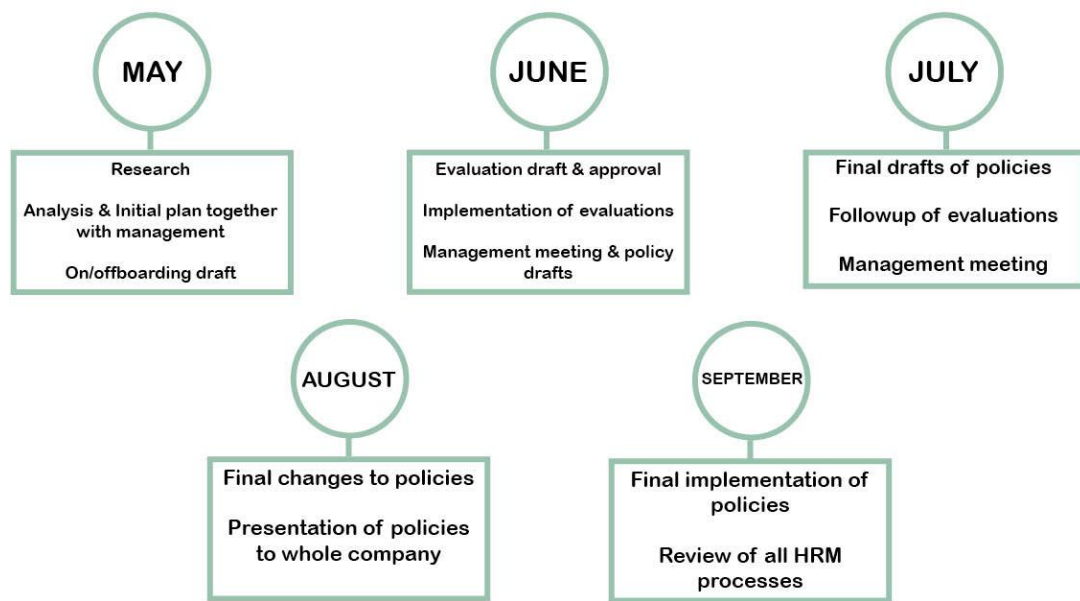 MAY
Research
Analysis & Initial plan together
with management
On/offboarding draft
JUNE
Evaluation draft & approval
Implementation of evaluations
Management meeting & policy
drafts
JULY
Final drafts of policies
Followup of evaluations
Management meeting
AUGUST
Final changes to policies
Presentation of policies
to whole company
SEPTEMBER
Final implementation of
policies
Review of all HRM
processes